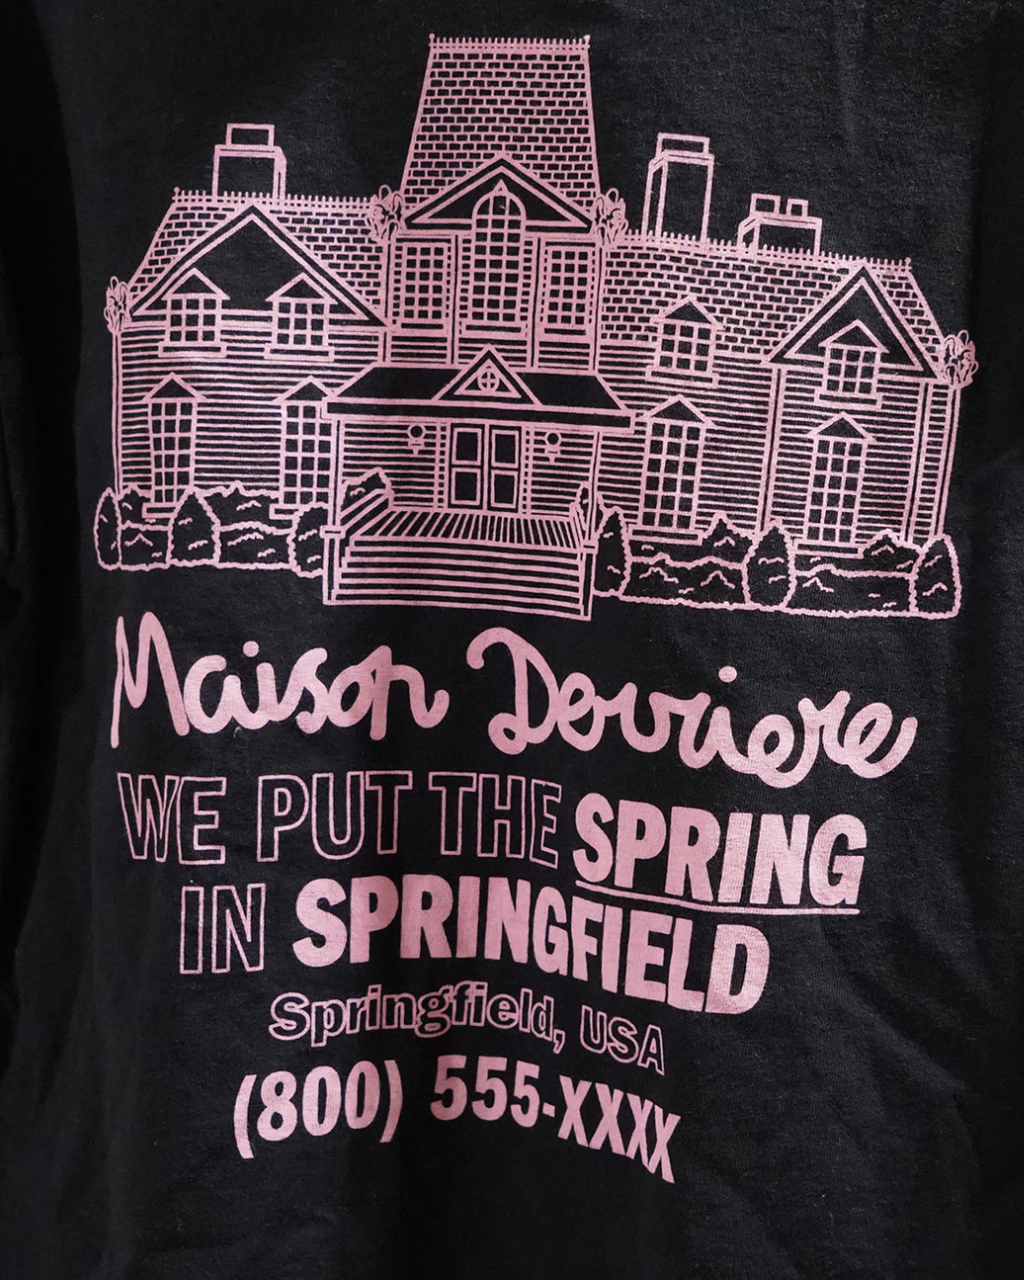 Maison Derriere
WE PUT THE SPRING
IN SPRINGFIELD
Springfield, USA
(800) 555-XXXX